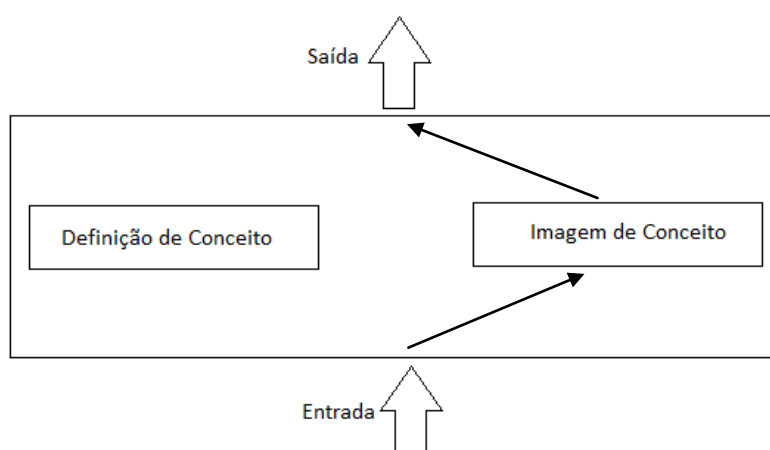 Saída
Definição de Conceito
Imagem de Conceito
Entrada